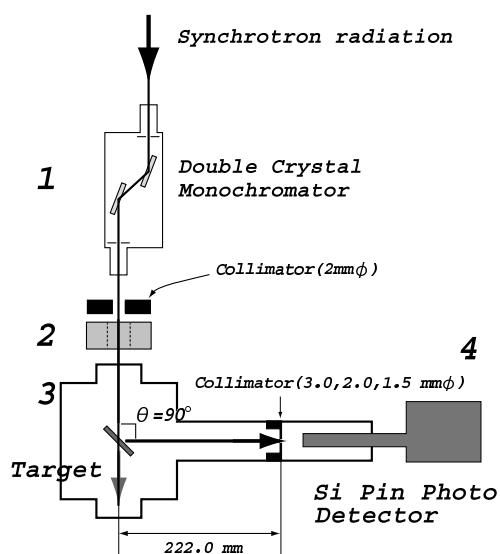 Synchrotron radiation
1
Double Crystal
Monochromator
Collimator(2mmϕ)
2
4
3
Collimator(3.0,2.0,1.5 mmϕ)
θ=90°
Target
Si Pin Photo
Detector
222.0 mm